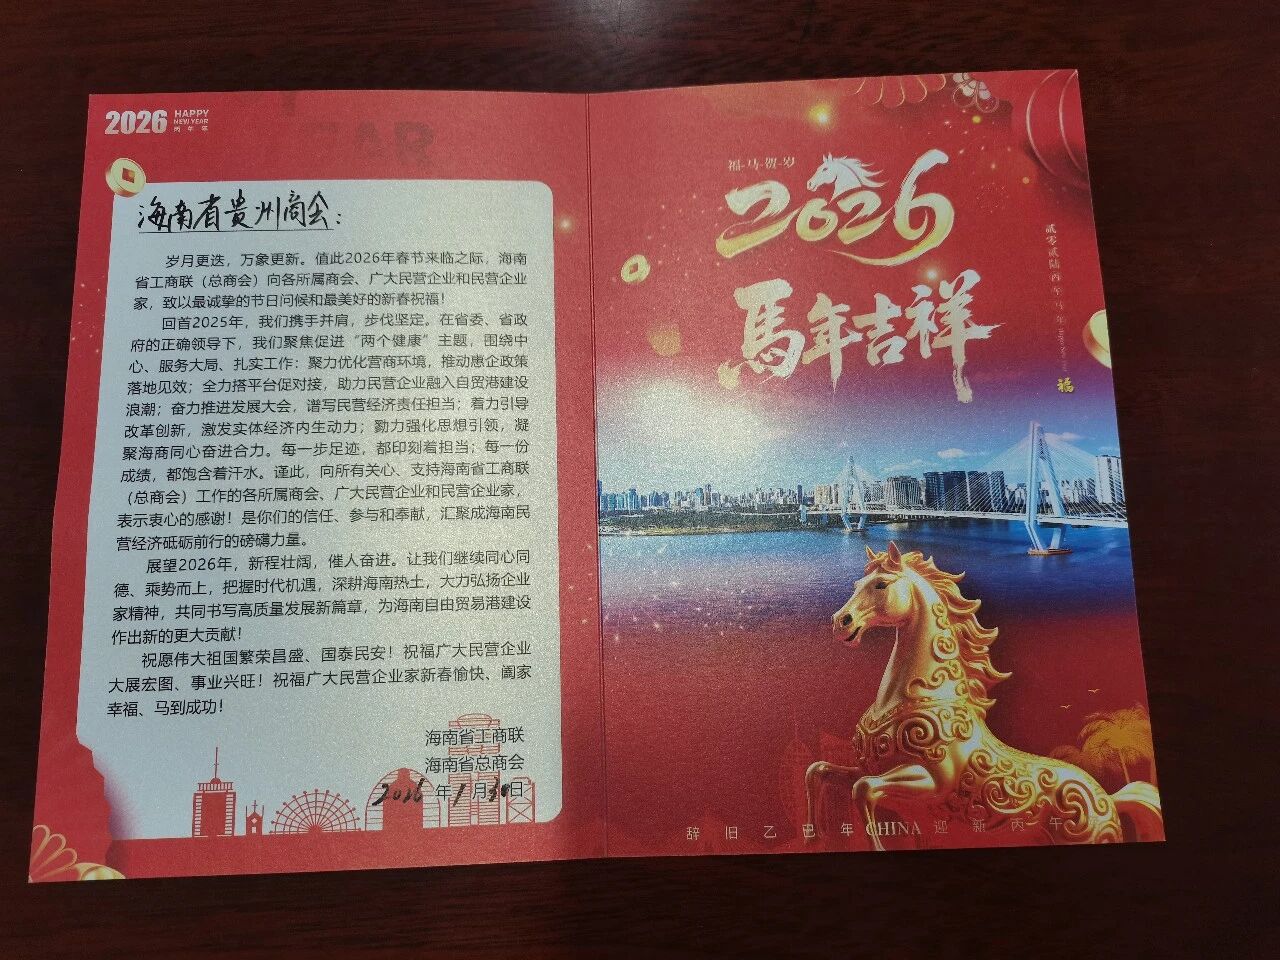 2026 HAPPY
NEW YEAR
丙午年
海南省贵州商会：
岁月更迭，万象更新。值此2026年春节来临之际，海南
省工商联（总商会）向各所属商会、广大民营企业和民营企业
家，致以最诚挚的节日问候和最美好的新春祝福！
回首2025年，我们携手并肩，步伐坚定。在省委、省政
府的正确领导下，我们聚焦促进“两个健康”主题，围绕中
心、服务大局、扎实工作：聚力优化营商环境，推动惠企政策
落地见效；全力搭平台促对接，助力民营企业融入自贸港建设
浪潮；奋力推进发展大会，谱写民营经济责任担当；着力引导
改革创新，激发实体经济内生动力；勠力强化思想引领，凝
聚海商同心奋进合力。每一步足迹，都印刻着担当；每一份
成绩，都饱含着汗水。谨此，向所有关心、支持海南省工商联
（总商会）工作的各所属商会、广大民营企业和民营企业家，
表示衷心的感谢！是你们的信任、参与和奉献，汇聚成海南民
营经济砥砺前行的磅礴力量。
展望2026年，新程壮阔，催人奋进。让我们继续同心同
德、乘势而上，把握时代机遇，深耕海南热土，大力弘扬企业
家精神，共同书写高质量发展新篇章，为海南自由贸易港建设
作出新的更大贡献！
祝愿伟大祖国繁荣昌盛、国泰民安！祝福广大民营企业
大展宏图、事业兴旺！祝福广大民营企业家新春愉快、阖家
幸福、马到成功！
海南省工商联
海南省总商会
2026年1月30日
2026
馬年吉祥
福
辞旧乙巳年 CHINA 迎新丙午